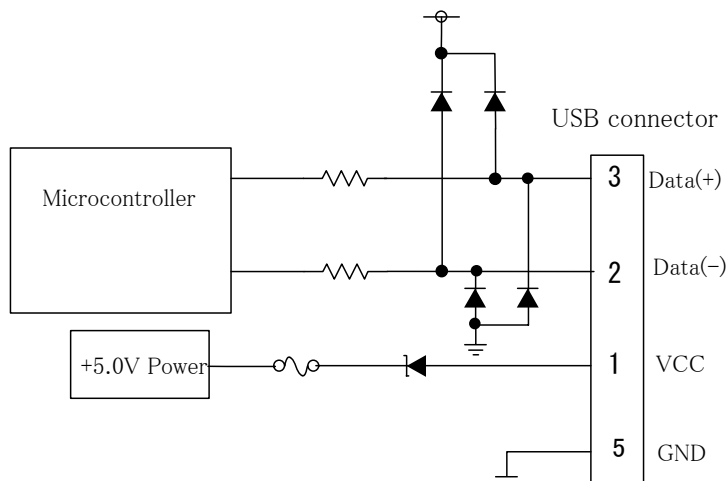 USB connector
3 Data(+)
Microcontroller
2 Data(-)
+5.0V Power
1 VCC
5 GND